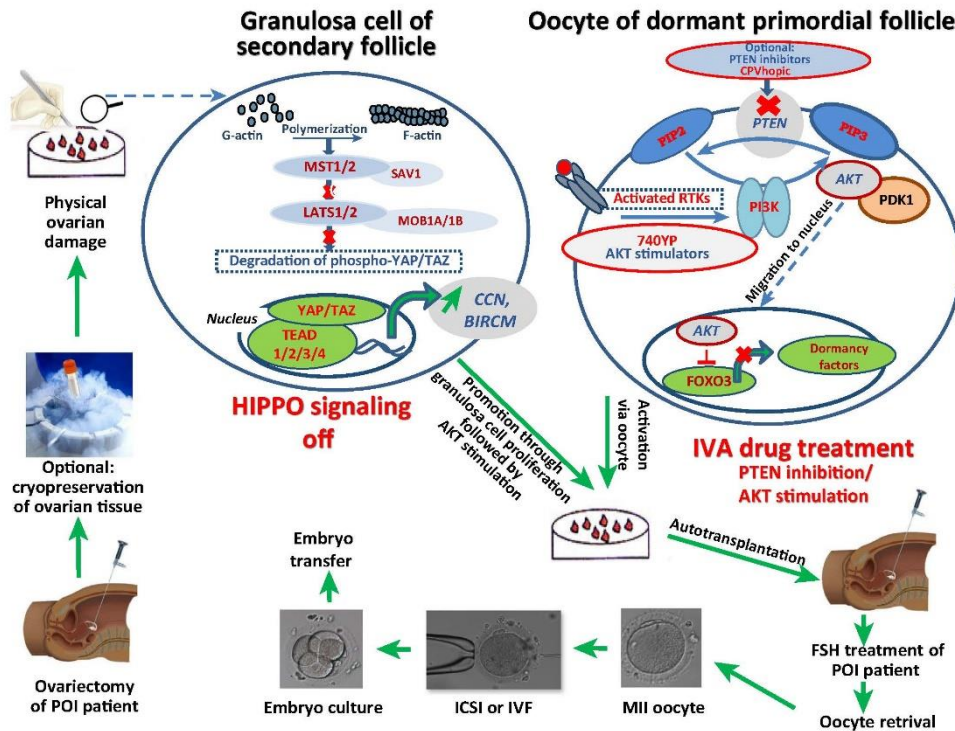 Granulosa cell of
secondary follicle
G-actin
Polymerization
F-actin
MST1/2
SAV1
LATS1/2
MOB1A/1B
Degradation of phospho-YAP/TAZ
Nucleus
YAP/TAZ
TEAD
1/2/3/4
CCN,
BIRCM
HIPPO signaling
off
Oocyte of dormant primordial follicle
Optional:
PTEN inhibitors
CPVhopic
PTEN
PIP2
PIP3
AKT
PDK1
Activated RTKs
PI3K
740YP
AKT stimulators
Migration to nucleus
AKT
FOXO3
Dormancy
factors
IVA drug treatment
PTEN inhibition/
AKT stimulation
Physical
ovarian
damage
Optional:
cryopreservation
of ovarian tissue
Ovariectomy
of POI patient
Promotion through
granulosa cell proliferation
followed by
AKT stimulation
Activation
via oocyte
Autotransplantation
FSH treatment of
POI patient
Oocyte retrival
MII oocyte
ICSI or IVF
Embryo culture
Embryo
transfer